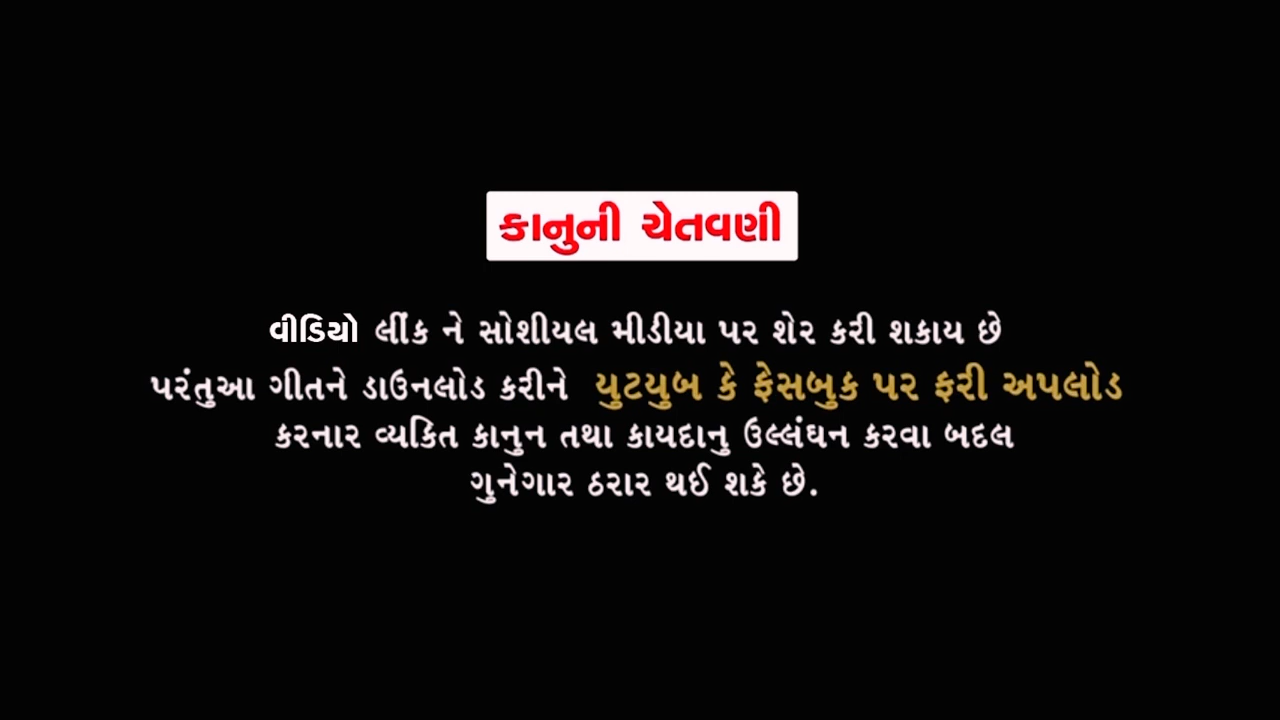 કાનુની ચેતવણી
વીડિયો લીંક ને સોશીયલ મીડીયા પર શેર કરી શકાય છે
પરંતુઆ ગીતને ડાઉનલોડ કરીને યુટયુબ કે ફેસબુક પર ફરી અપલોડ
કરનાર વ્યકિત કાનુન તથા કાયદાનુ ઉલ્લંઘન કરવા બદલ
ગુનેગાર ઠરાર થઈ શકે છે.